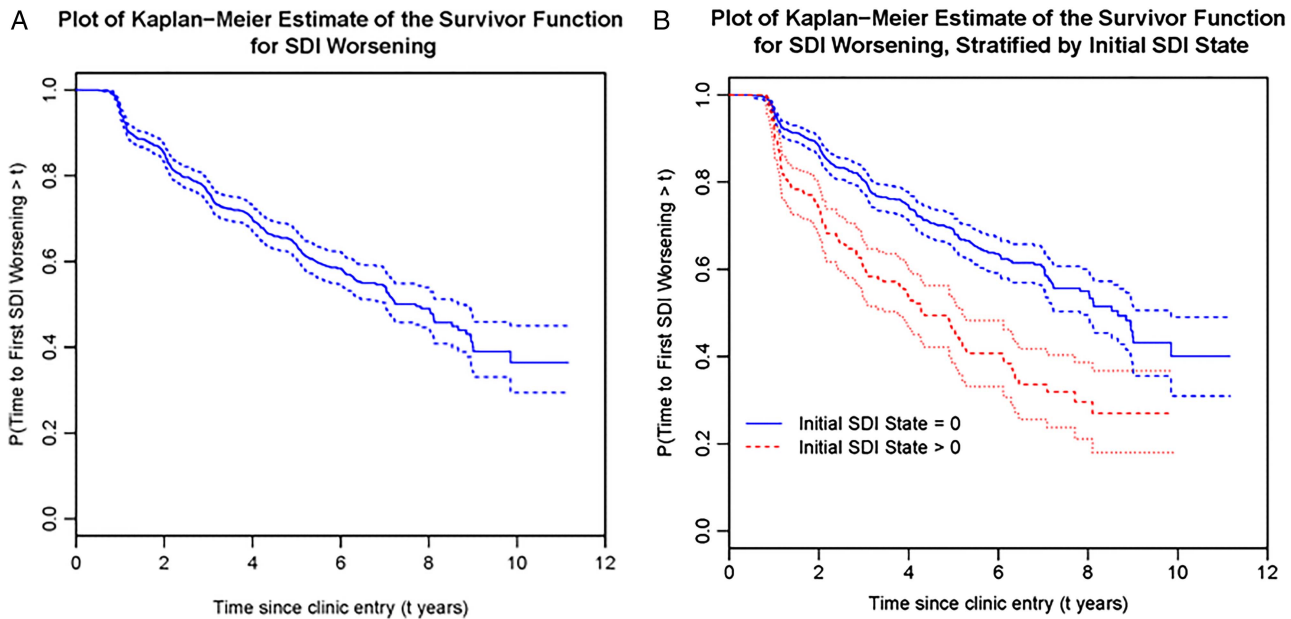 A
Plot of Kaplan−Meier Estimate of the Survivor Function
for SDI Worsening
P(Time to First SDI Worsening > t)
1.0
0.8
0.6
0.4
0.2
0.0
0 2 4 6 8 10 12
Time since clinic entry (t years)
B
Plot of Kaplan−Meier Estimate of the Survivor Function
for SDI Worsening, Stratified by Initial SDI State
P(Time to First SDI Worsening > t)
1.0
0.8
0.6
0.4
0.2
0.0
Initial SDI State = 0
Initial SDI State > 0
0 2 4 6 8 10 12
Time since clinic entry (t years)